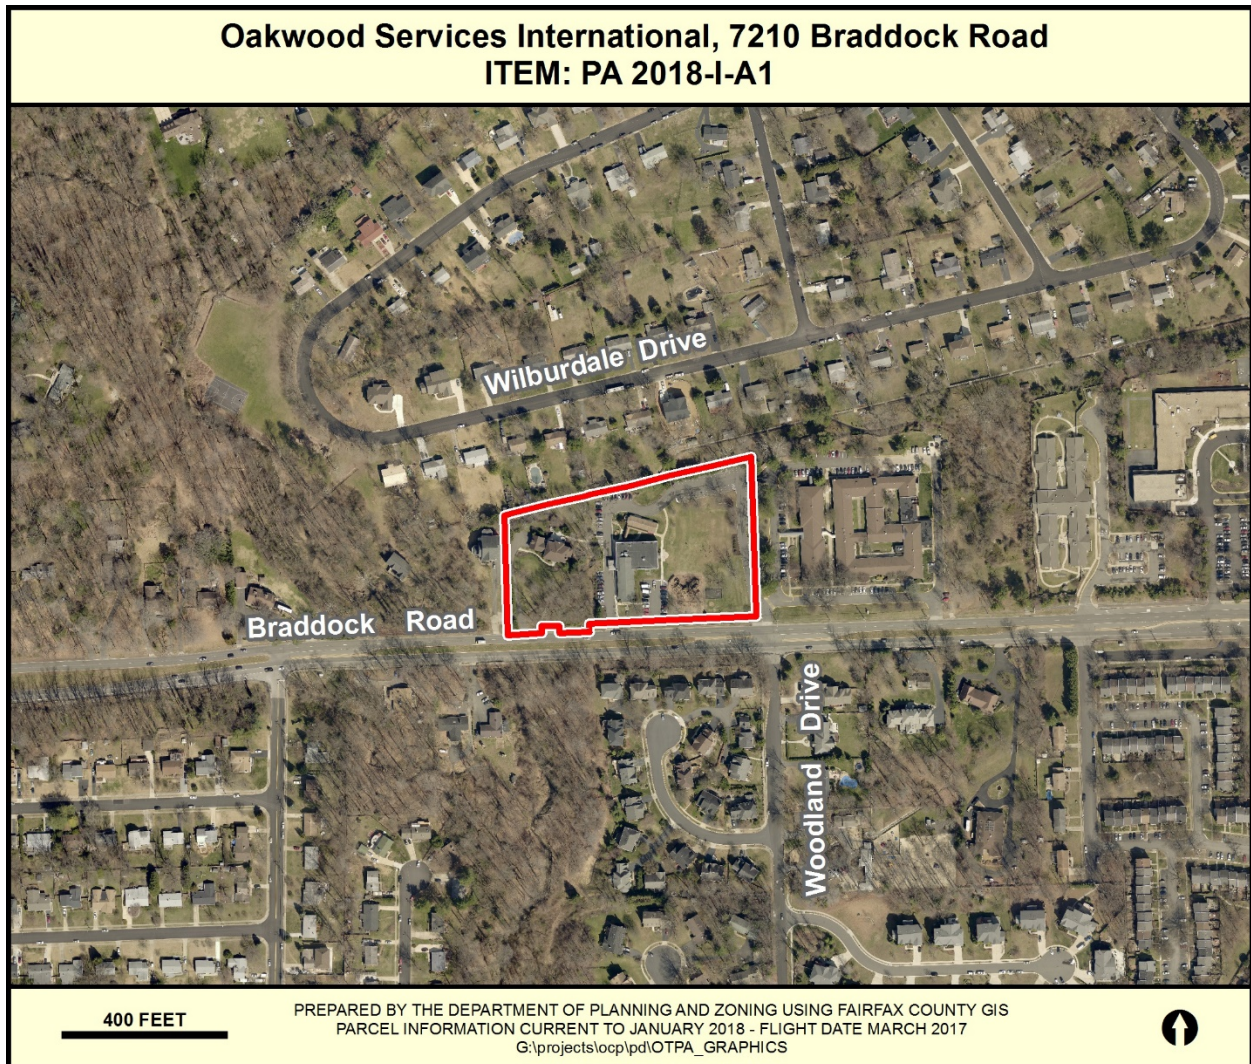 Oakwood Services International, 7210 Braddock Road
ITEM: PA 2018-I-A1
Wilburdale Drive
Braddock Road
Woodland Drive
400 FEET
PREPARED BY THE DEPARTMENT OF PLANNING AND ZONING USING FAIRFAX COUNTY GIS
PARCEL INFORMATION CURRENT TO JANUARY 2018 - FLIGHT DATE MARCH 2017
G:\projects\ocp\pd\OTPA_GRAPHICS